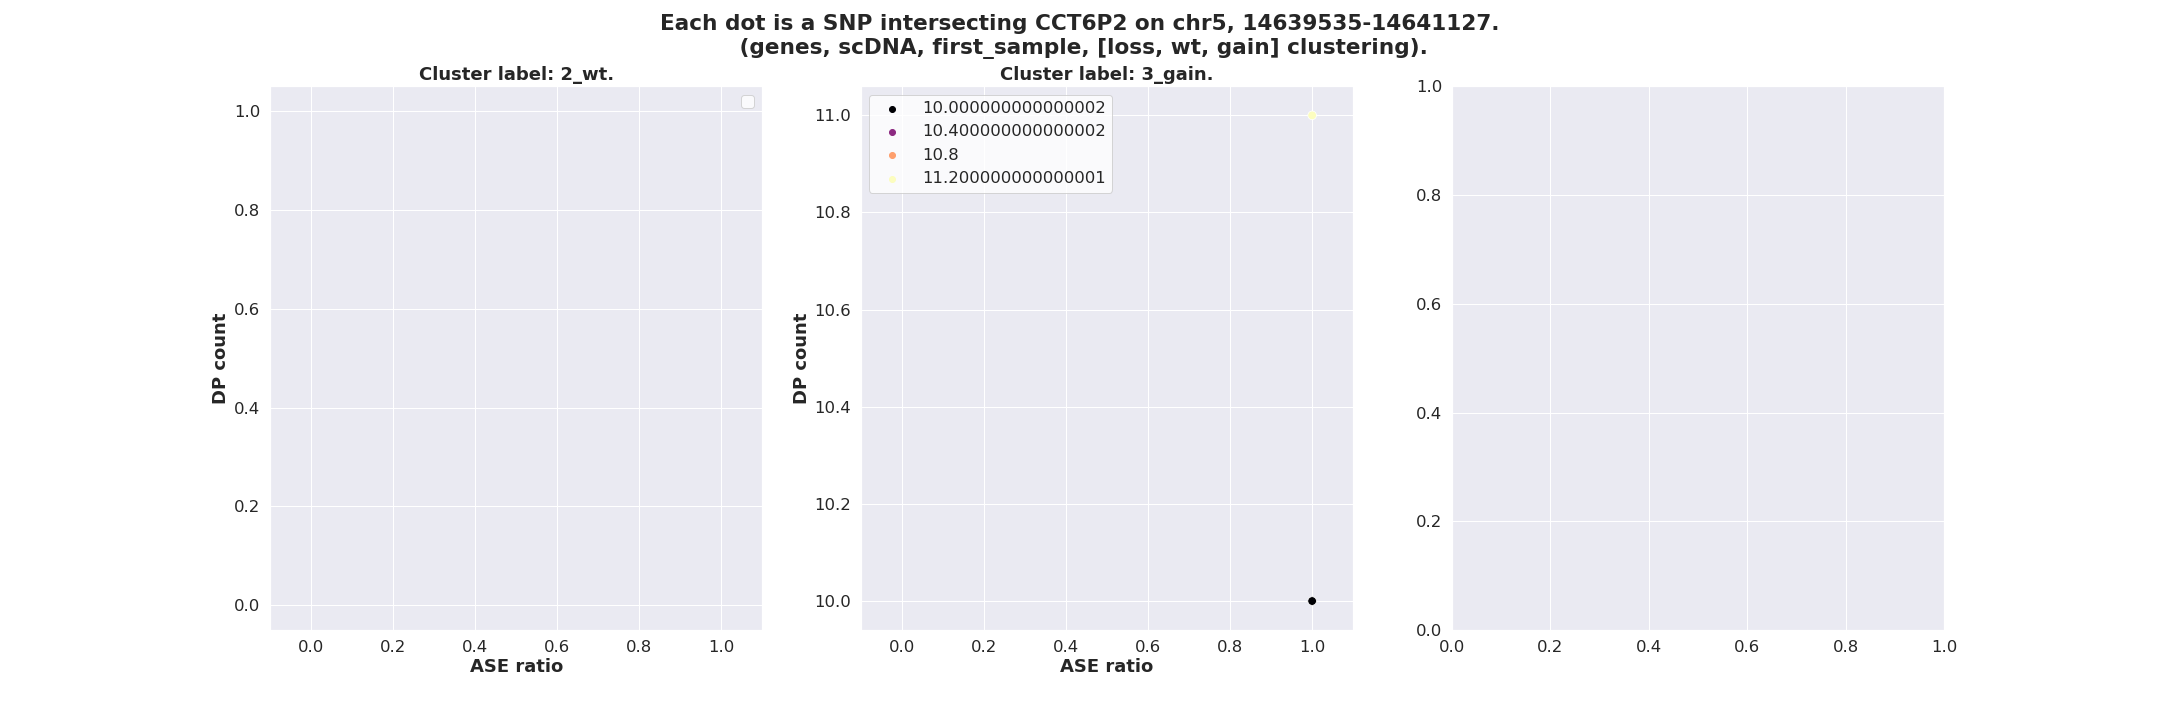 Each dot is a SNP intersecting CCT6P2 on chr5, 14639535-14641127.
(genes, scDNA, first_sample, [loss, wt, gain] clustering).
Cluster label: 2_wt.
DP count
1.0
0.8
0.6
0.4
0.2
0.0
0.0 0.2 0.4 0.6 0.8 1.0
ASE ratio
Cluster label: 3_gain.
10.000000000000002
10.400000000000002
10.8
11.200000000000001
DP count
11.0
10.8
10.6
10.4
10.2
10.0
0.0 0.2 0.4 0.6 0.8 1.0
ASE ratio
1.0
0.8
0.6
0.4
0.2
0.0
0.0 0.2 0.4 0.6 0.8 1.0